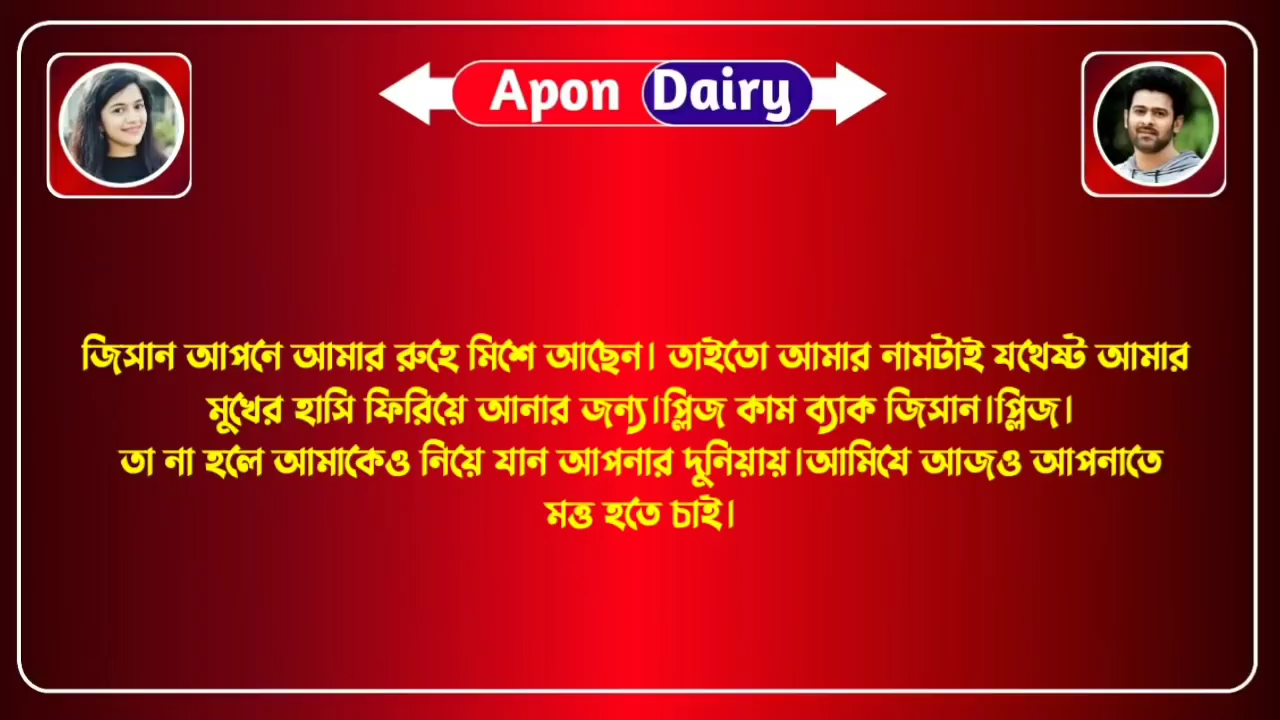 Apon Dairy
জিসান আপনে আমার রুহে মিশে আছেন। তাইতো আমার নামটাই যথেষ্ট আমার
মুখের হাসি ফিরিয়ে আনার জন্য।প্লিজ কাম ব্যাক জিসান।প্লিজ।
তা না হলে আমাকেও নিয়ে যান আপনার দুনিয়ায়।আমিযে আজও আপনাতে
মত্ত হতে চাই।